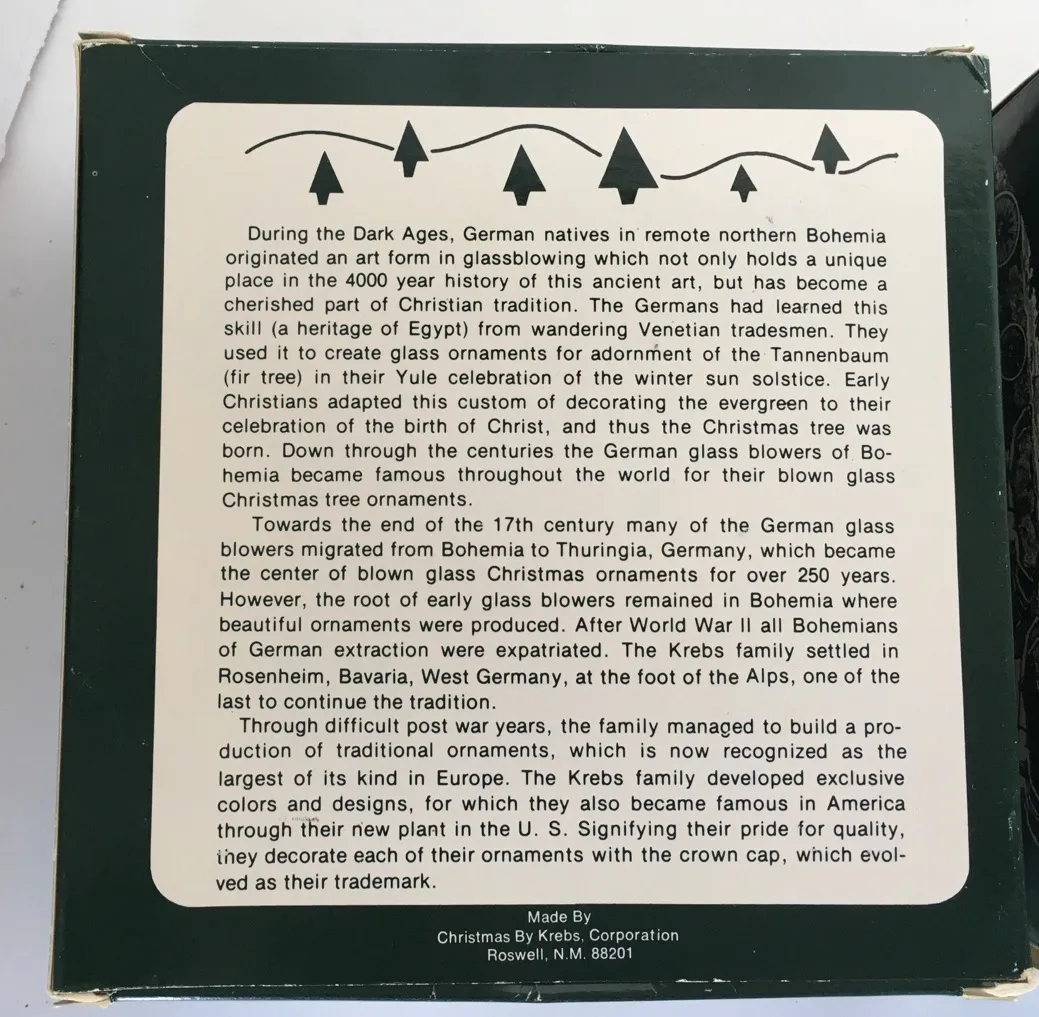 During the Dark Ages, German natives in remote northern Bohemia
originated an art form in glassblowing which not only holds a unique
place in the 4000 year history of this ancient art, but has become a
cherished part of Christian tradition. The Germans had learned this
skill (a heritage of Egypt) from wandering Venetian tradesmen. They
used it to create glass ornaments for adornment of the Tannenbaum
(fir tree) in their Yule celebration of the winter sun solstice. Early
Christians adapted this custom of decorating the evergreen to their
celebration of the birth of Christ, and thus the Christmas tree was
born. Down through the centuries the German glass blowers of Bo-
hemia became famous throughout the world for their blown glass
Christmas tree ornaments.
Towards the end of the 17th century many of the German glass
blowers migrated from Bohemia to Thuringia, Germany, which became
the center of blown glass Christmas ornaments for over 250 years.
However, the root of early glass blowers remained in Bohemia where
beautiful ornaments were produced. After World War II all Bohemians
of German extraction were expatriated. The Krebs family settled in
Rosenheim, Bavaria, West Germany, at the foot of the Alps, one of the
last to continue the tradition.
Through difficult post war years, the family managed to build a pro-
duction of traditional ornaments, which is now recognized as the
largest of its kind in Europe. The Krebs family developed exclusive
colors and designs, for which they also became famous in America
through their new plant in the U. S. Signifying their pride for quality,
they decorate each of their ornaments with the crown cap, which evol-
ved as their trademark.
Made By
Christmas By Krebs, Corporation
Roswell, N.M. 88201